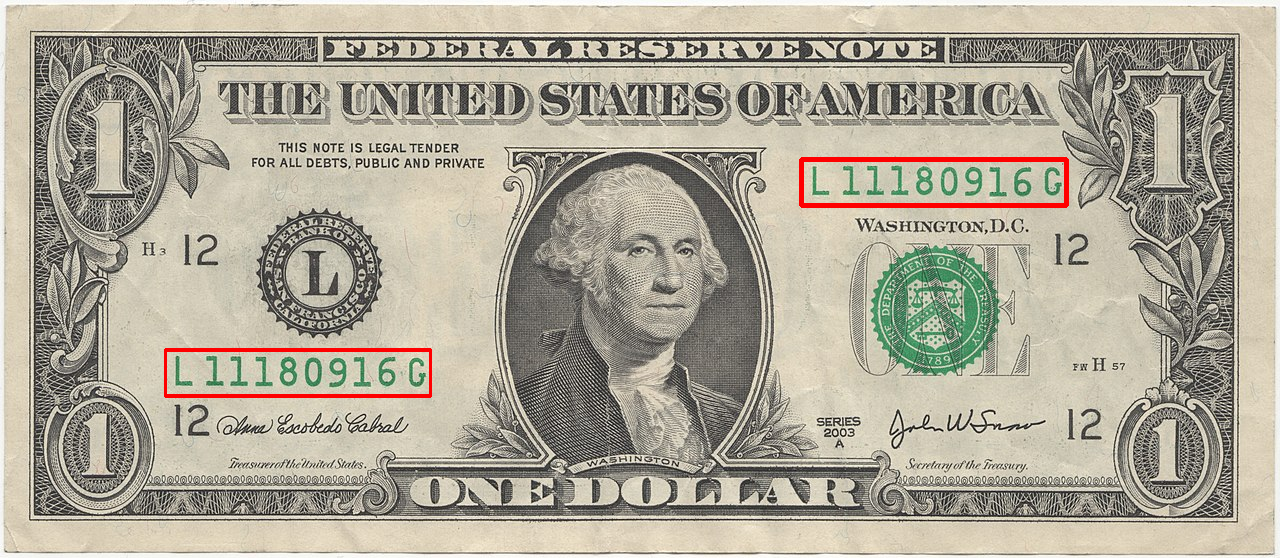 FEDERAL RESERVE NOTE
THE UNITED STATES OF AMERICA
THIS NOTE IS LEGAL TENDER
FOR ALL DEBTS, PUBLIC AND PRIVATE
L 11180916 G
WASHINGTON, D.C.
1
1
H 3
12
12
FEDERAL RESERVE BANK OF SAN FRANCISCO CALIFORNIA
L
ONE
THE DEPARTMENT OF THE TREASURY
1789
L 11180916 G
FW H 57
12
Anna Escobedo Cabral
SERIES
2003
A
John W Snow
12
Treasurer of the United States.
WASHINGTON
Secretary of the Treasury.
1
ONE DOLLAR
1